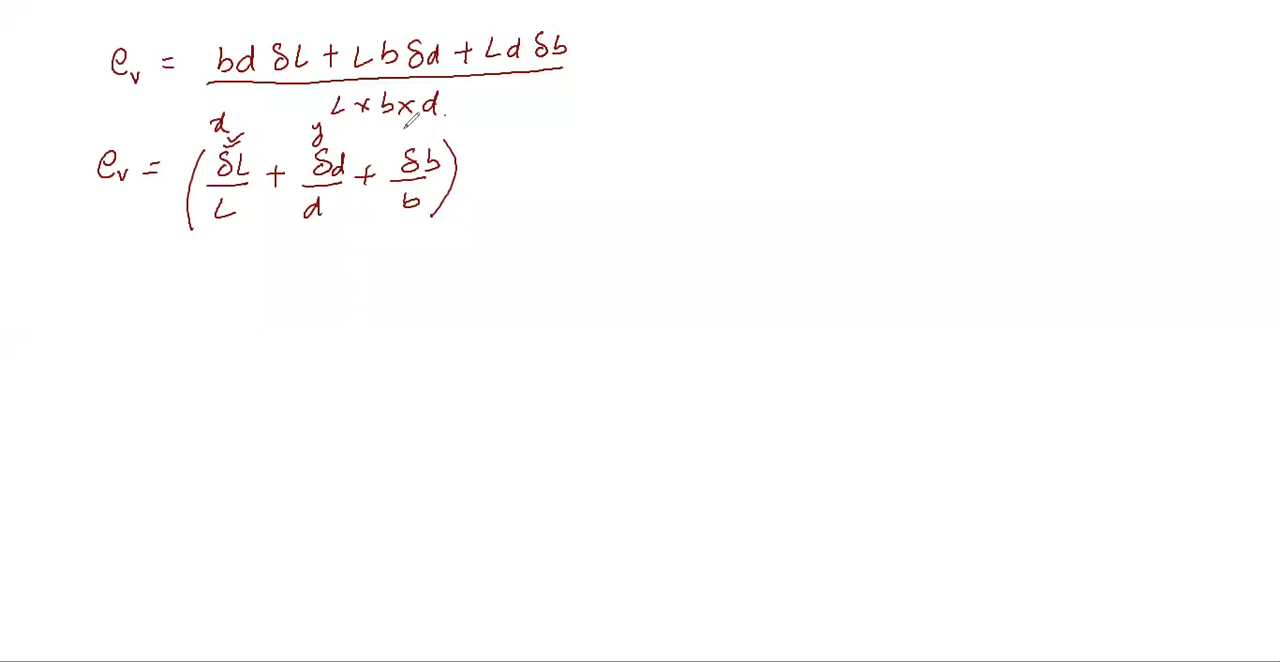 e_v = bd δL + Lb δd + Ld δb
L × b × d.
x y
e_v = ( δL + δd + δb )
L d b